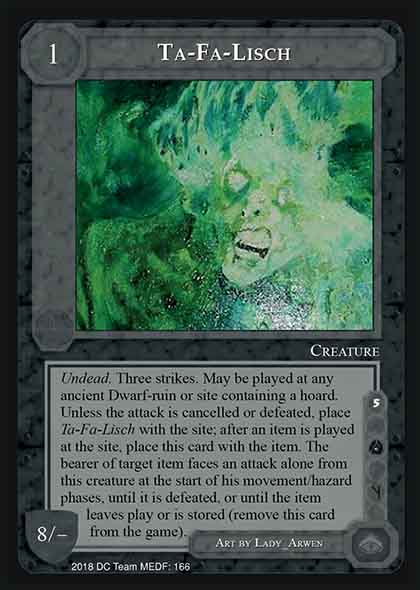 1
TA-FA-LISCH
CREATURE
Undead. Three strikes. May be played at any
ancient Dwarf-ruin or site containing a hoard.
Unless the attack is cancelled or defeated, place
Ta-Fa-Lisch with the site; after an item is played
at the site, place this card with the item. The
bearer of target item faces an attack alone from
this creature at the start of his movement/hazard
phases, until it is defeated, or until the item
leaves play or is stored (remove this card
from the game).
5
8/–
ART BY LADY_ARWEN
2018 DC Team MEDF: 166